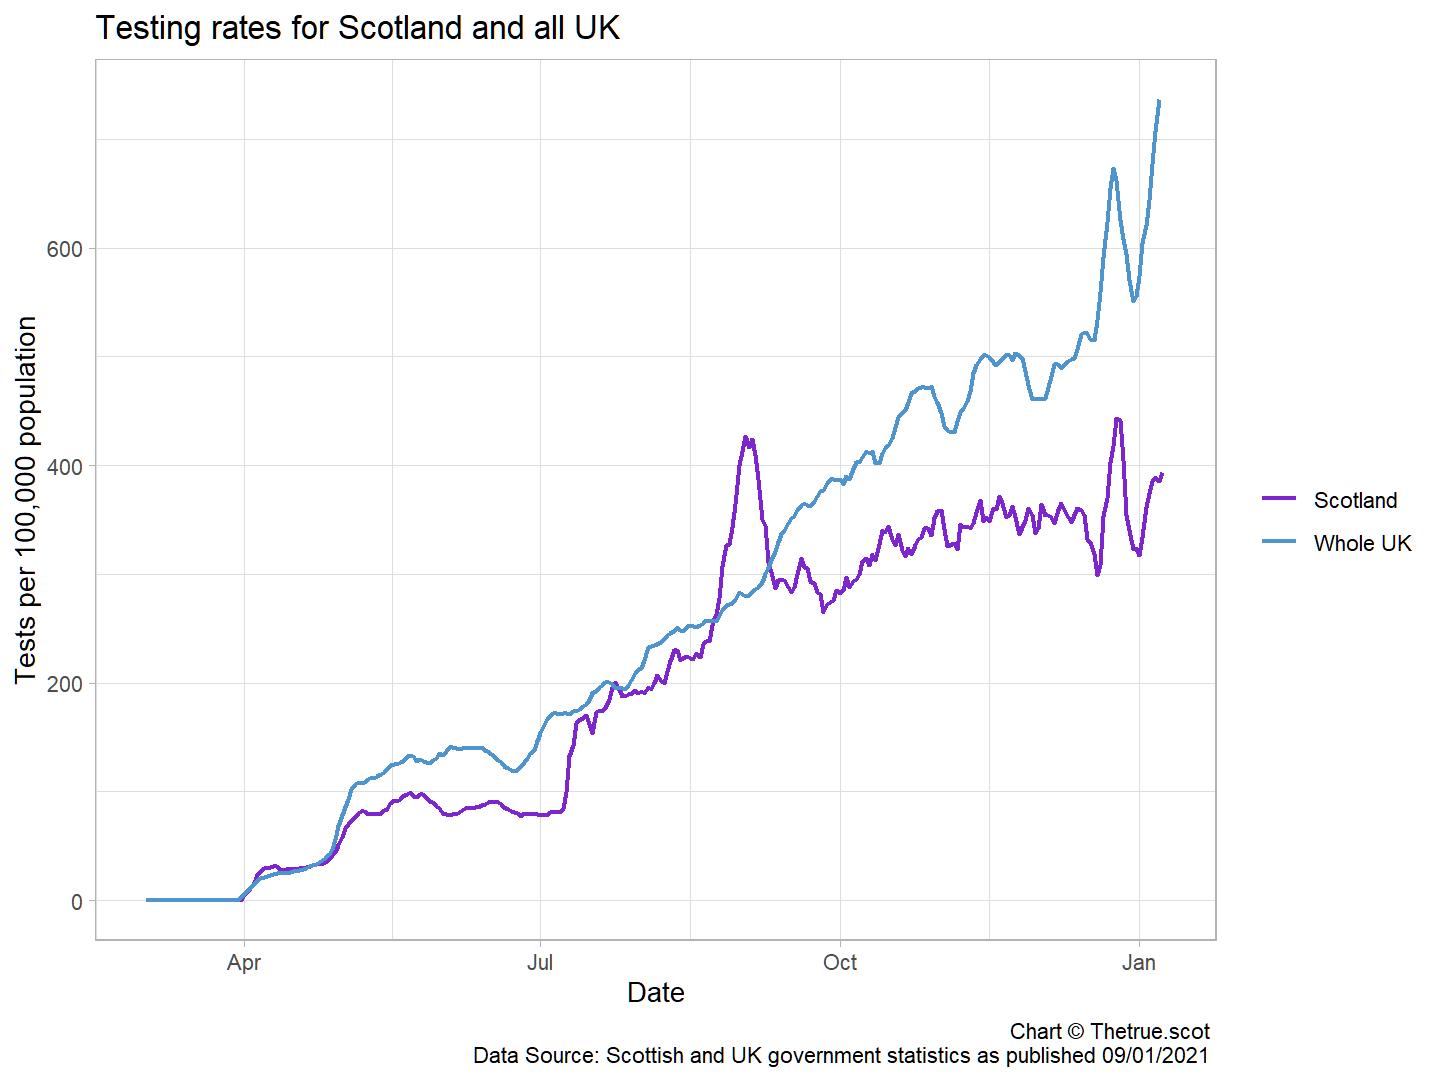 Testing rates for Scotland and all UK
Tests per 100,000 population
600
400
200
0
Apr
Jul
Oct
Jan
Date
Scotland
Whole UK
Chart © Thetrue.scot
Data Source: Scottish and UK government statistics as published 09/01/2021